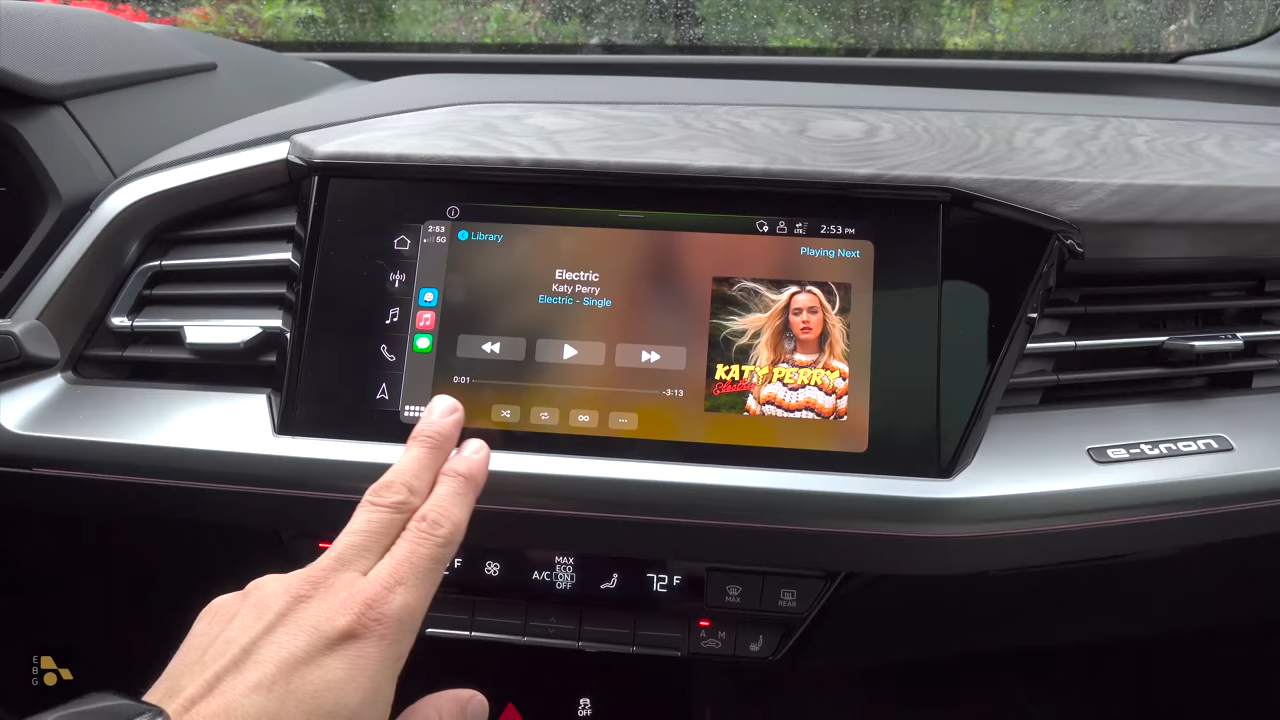 2:53
5G
Library
LTE
2:53 PM
Playing Next
Electric
Katy Perry
Electric - Single
0:01
-3:13
KATY PERRY
Electric
e-tron
F
A/C
MAX
ECO
ON
OFF
72 F
MAX
REAR
A M
OFF
E
B
G